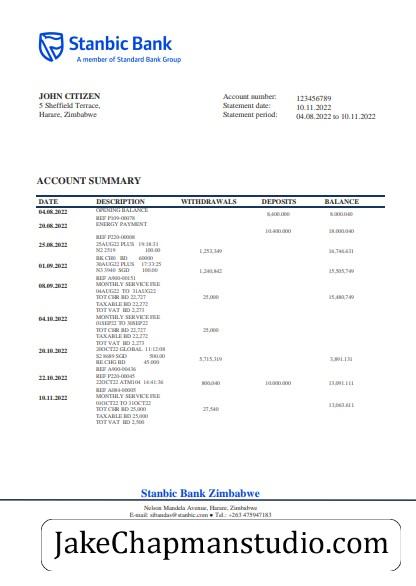 Stanbic Bank
A member of Standard Bank Group
JOHN CITIZEN
5 Sheffield Terrace,
Harare, Zimbabwe
Account number: 123456789
Statement date: 10.11.2022
Statement period: 04.08.2022 to 10.11.2022
ACCOUNT SUMMARY
DATE DESCRIPTION WITHDRAWALS DEPOSITS BALANCE
04.08.2022 OPENING BALANCE 8,400.000 8,000.040
REF P109-00078
20.08.2022 ENERGY PAYMENT 10,400.000 18,000.040
REF P220-00008
25.08.2022 25AUG22 PLUS 19:18:31
N2 2519 100.00 1,253,349 16,746.631
BK CH0 BD 60000
01.09.2022 30AUG22 PLUS 17:33:25
N3 3940 SGD 100.00 1,240,842 15,505,749
REF A900-00151
08.09.2022 MONTHLY SERVICE FEE
04AUG22 TO 31AUG22
TOT CHR BD 22,727 25,000 15,480,749
TAXABLE BD 22,272
TOT VAT BD 2,273
04.10.2022 MONTHLY SERVICE FEE
01SEP22 TO 30SEP22
TOT CHR BD 22,727 25,000
TAXABLE BD 22,272
TOT VAT BD 2,273
20.10.2022 20OCT22 GLOBAL 11:12:08
S2 8689 SGD 500.00 5,715,319 3,891.131
RE CHG BD 45.000
REF A900-00436
22.10.2022 REF P220-00045
22OCT22 ATM104 14:41:36 800,040 10,000.000 13,091.111
REF A084-00005
10.11.2022 MONTHLY SERVICE FEE
01OCT22 TO 31OCT22 13,063.611
TOT CHR BD 25,000 27,540
TAXABLE BD 25,000
TOT VAT BD 2,500
Stanbic Bank Zimbabwe
Nelson Mandela Avenue, Harare, Zimbabwe
E-mail: sibandas@stanbic.com ● Tel.: +263 475947183
JakeChapmanstudio.com